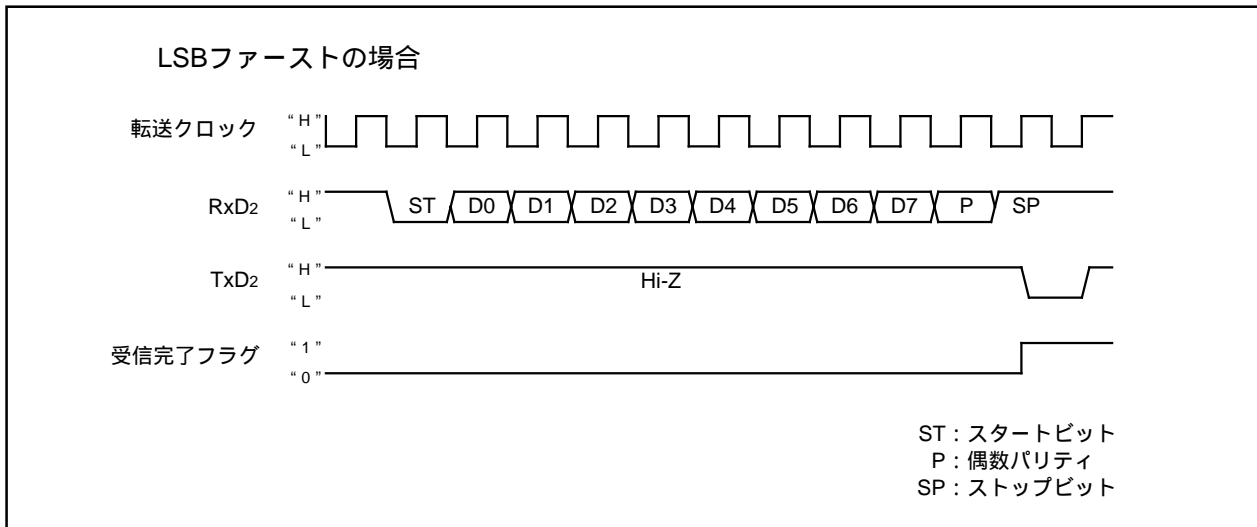 LSBファーストの場合
転送クロック “ H ”
“ L ”
RxD2 “ H ”
“ L ”
ST D0 D1 D2 D3 D4 D5 D6 D7 P SP
TxD2 “ H ”
“ L ”
Hi-Z
受信完了フラグ “ 1 ”
“ 0 ”
ST：スタートビット
P：偶数パリティ
SP：ストップビット